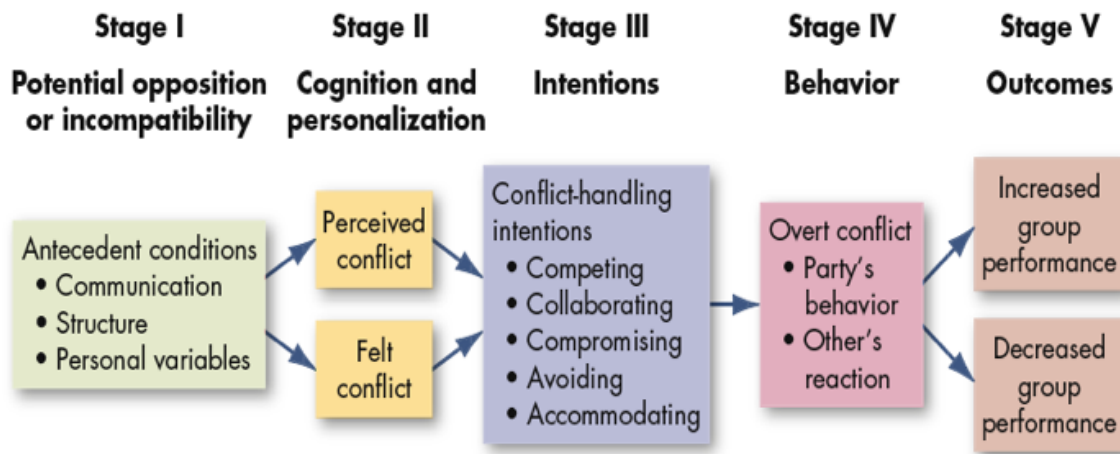 Stage I
Potential opposition
or incompatibility
Stage II
Cognition and
personalization
Stage III
Intentions
Stage IV
Behavior
Stage V
Outcomes
Antecedent conditions
• Communication
• Structure
• Personal variables
Perceived
conflict
Felt
conflict
Conflict-handling
intentions
• Competing
• Collaborating
• Compromising
• Avoiding
• Accommodating
Overt conflict
• Party's
behavior
• Other's
reaction
Increased
group
performance
Decreased
group
performance